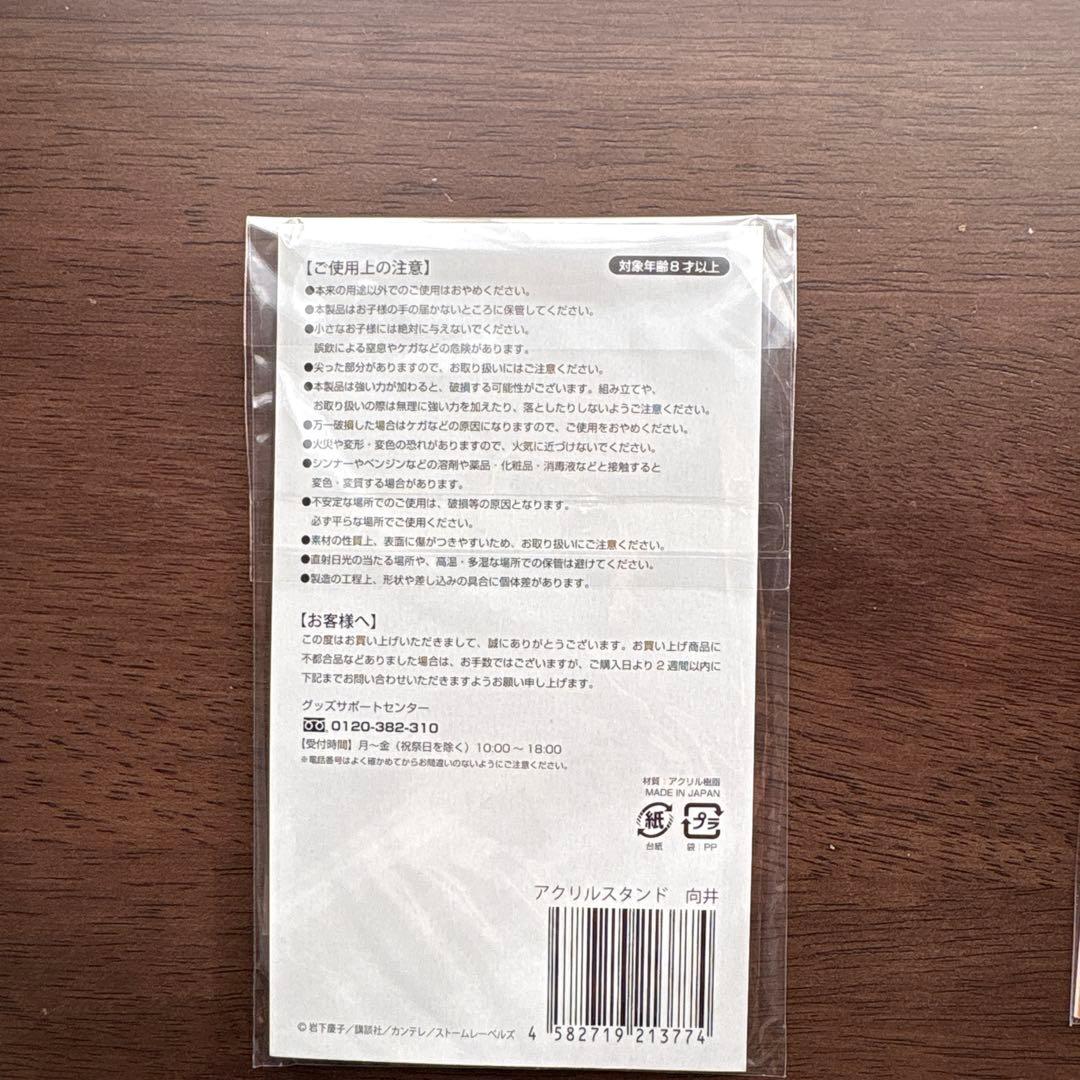 【ご使用上の注意】
対象年齢8才以上
●本来の用途以外でのご使用はおやめください。
●本製品はお子様の手の届かないところに保管してください。
●小さなお子様には絶対に与えないでください。
誤飲による窒息やケガなどの危険があります。
●尖った部分がありますので、お取り扱いにはご注意ください。
●本製品は強い力が加わると、破損する可能性がございます。組み立てや、
お取り扱いの際は無理に強い力を加えたり、落としたりしないようご注意ください。
●万一破損した場合はケガなどの原因になりますので、ご使用をおやめください。
●火災や変形・変色の恐れがありますので、火気に近づけないでください。
●シンナーやベンジンなどの溶剤や薬品・化粧品・消毒液などと接触すると
変色・変質する場合があります。
●不安定な場所でのご使用は、破損等の原因となります。
必ず平らな場所でご使用ください。
●素材の性質上、表面に傷がつきやすいため、お取り扱いにご注意ください。
●直射日光の当たる場所や、高温・多湿な場所での保管は避けてください。
●製造の工程上、形状や差し込みの具合に個体差があります。
【お客様へ】
この度はお買い上げいただきまして、誠にありがとうございます。お買い上げ商品に
不都合品などありました場合は、お手数ではございますが、ご購入日より2週間以内に
下記までお問い合わせいただきますようお願い申し上げます。
グッズサポートセンター
0120-382-310
【受付時間】月〜金（祝祭日を除く）10:00〜18:00
※電話番号はよく確かめてからお間違いのないようにご注意ください。
材質：アクリル樹脂
MADE IN JAPAN
紙 プラ
台紙 袋：PP
アクリルスタンド 向井
©岩下慶子／講談社／カンテレ／ストームレーベルズ
4 582719 213774